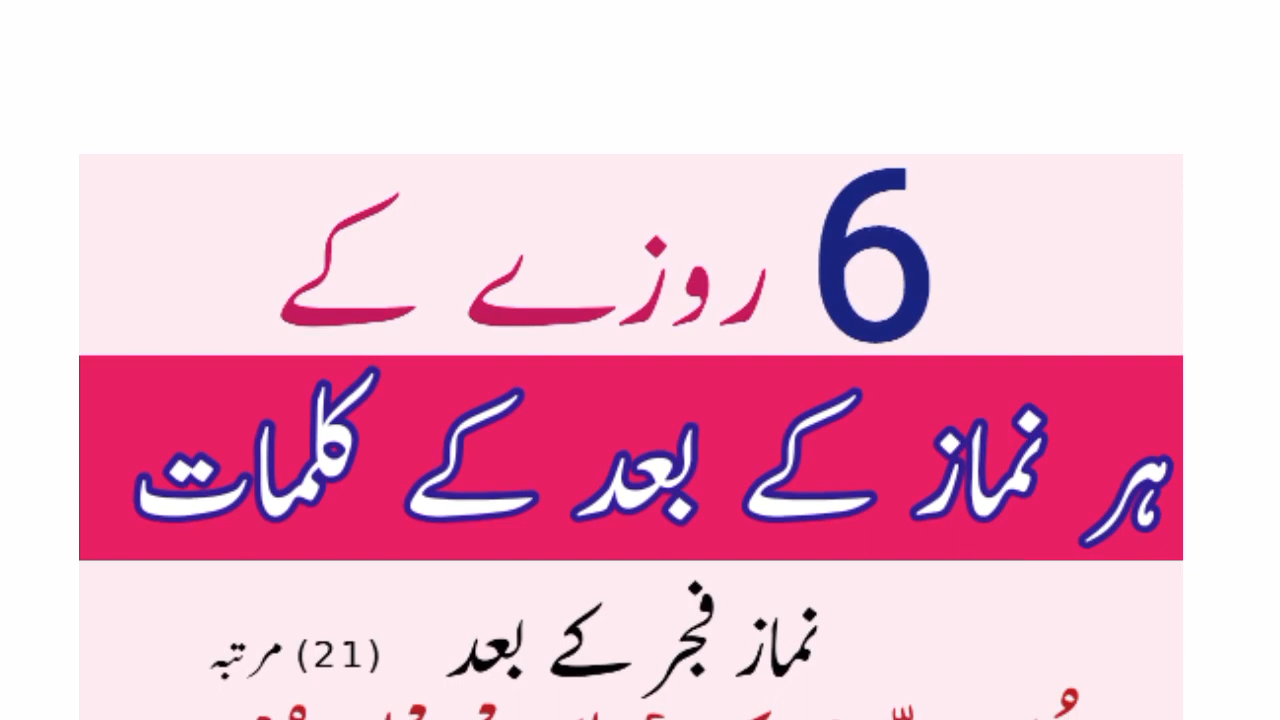 6 روزے کے
ہر نماز کے بعد کے کلمات
نماز فجر کے بعد (21) مرتبہ